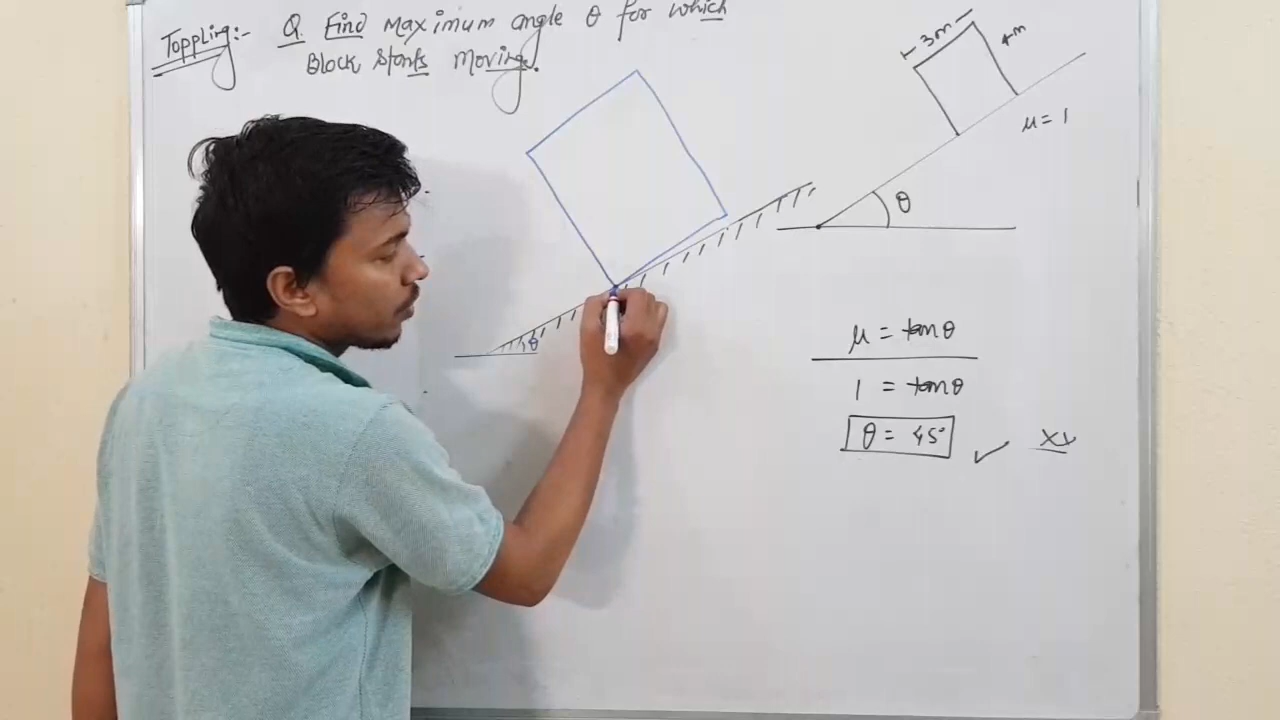 Toppling:-
Q. Find maximum angle θ for which
Block starts moving.
3m
4m
μ = 1
θ
θ
μ = tanθ
1 = tanθ
θ = 45°